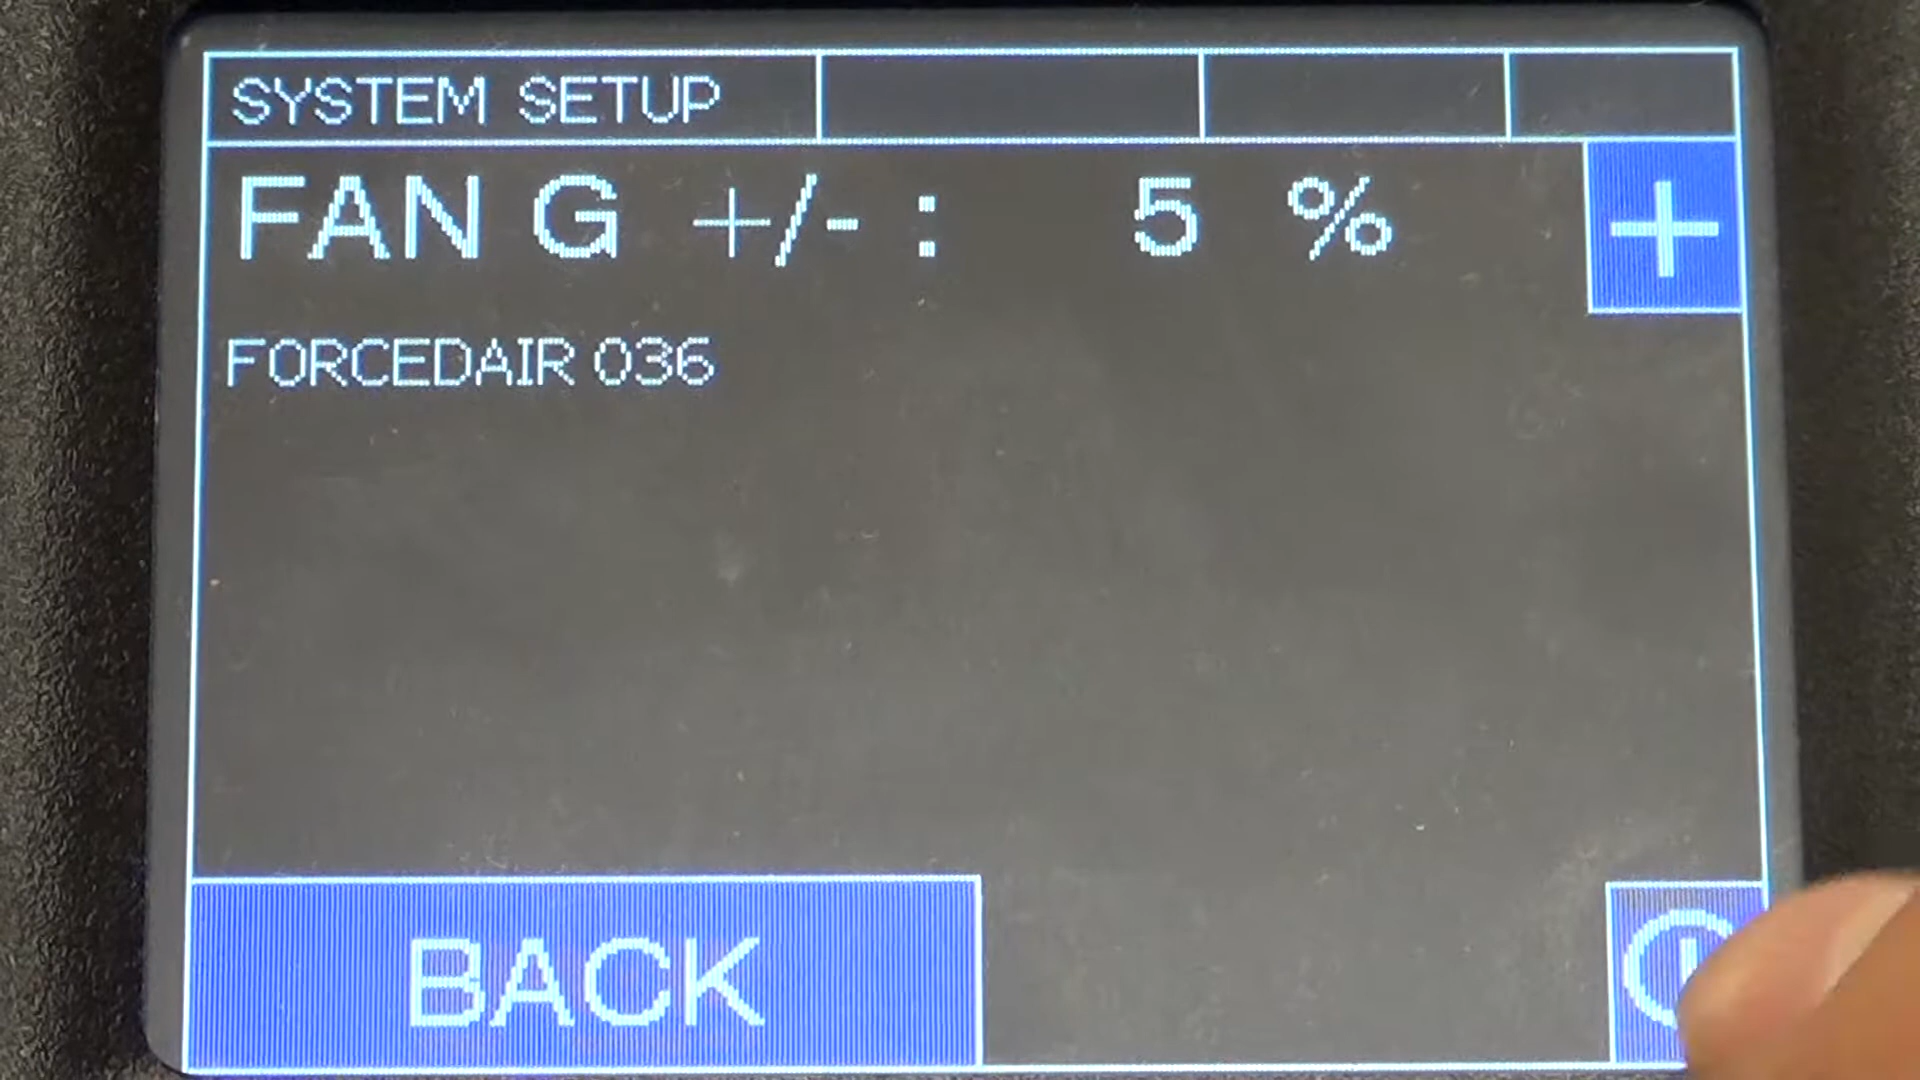 SYSTEM SETUP
FAN G +/- : 5 %
+
FORCEDAIR 036
BACK